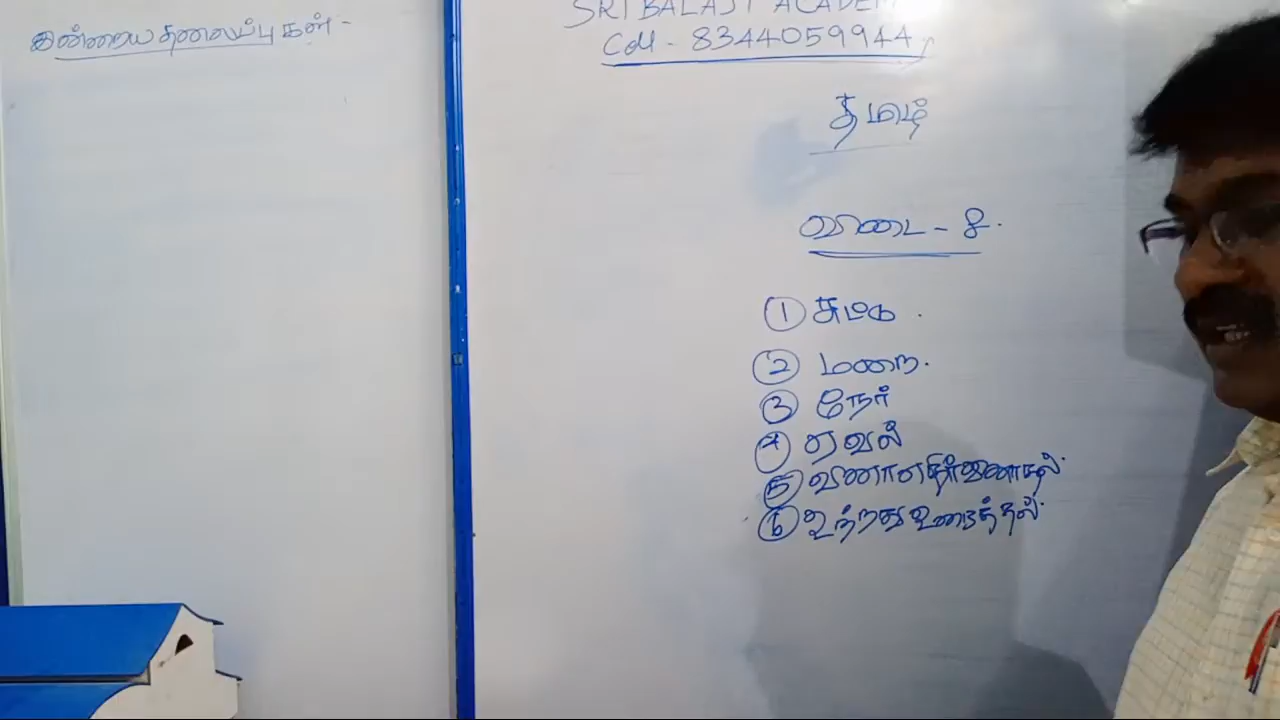 இன்றைய தலைப்புகள் -
SRI BALAJI ACADEM
Cell - 8344059944
தமிழ்
விடை - 8.
① சுட்டு .
② மறை.
③ நேர்
④ ஏவல்
⑤ வினா எதிர் வினாதல்.
⑥ உற்றது உரைத்தல்.